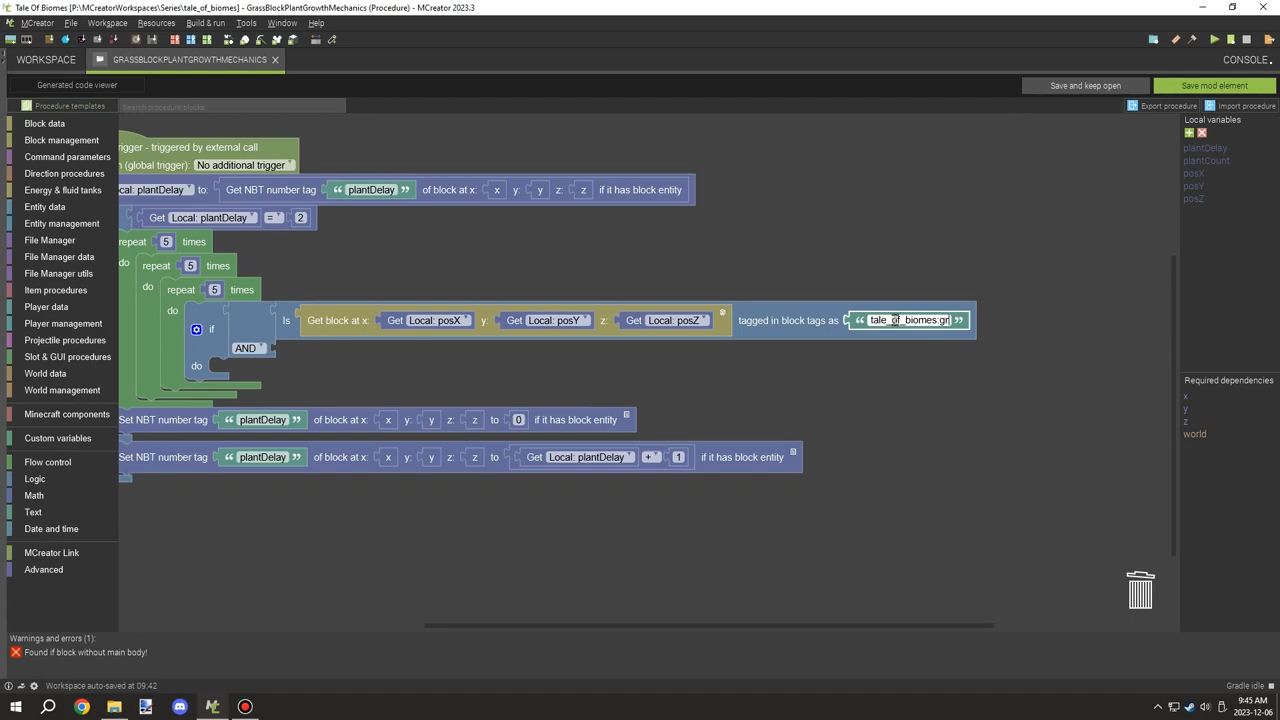 Tale Of Biomes [P:\MCreatorWorkspaces\Series\tale_of_biomes] - GrassBlockPlantGrowthMechanics (Procedure) - MCreator 2023.3
MCreator File Workspace Resources Build & run Tools Window Help
WORKSPACE GRASSBLOCKPLANTGROWTHMECHANICS CONSOLE
Generated code viewer Save and keep open Save mod element
Procedure templates Search procedure blocks Export procedure Import procedure
Block data
Block management
Command parameters
Direction procedures
Energy & fluid tanks
Entity data
Entity management
File Manager
File Manager data
File Manager utils
Item procedures
Player data
Player management
Projectile procedures
Slot & GUI procedures
World data
World management
Minecraft components
Custom variables
Flow control
Logic
Math
Text
Date and time
MCreator Link
Advanced
trigger - triggered by external call
(global trigger): No additional trigger
cal: plantDelay to: Get NBT number tag “ plantDelay ” of block at x: x y: y z: z if it has block entity
Get Local: plantDelay = 2
repeat 5 times
do repeat 5 times
do repeat 5 times
do if Is Get block at x: Get Local: posX y: Get Local: posY z: Get Local: posZ tagged in block tags as “ tale_of_biomes:gr ”
AND
do
Set NBT number tag “ plantDelay ” of block at x: x y: y z: z to 0 if it has block entity
Set NBT number tag “ plantDelay ” of block at x: x y: y z: z to Get Local: plantDelay + 1 if it has block entity
Local variables
plantDelay
plantCount
posX
posY
posZ
Required dependencies
x
y
z
world
Warnings and errors (1):
Found if block without main body!
Workspace auto-saved at 09:42 Gradle idle
9:45 AM
2023-12-06